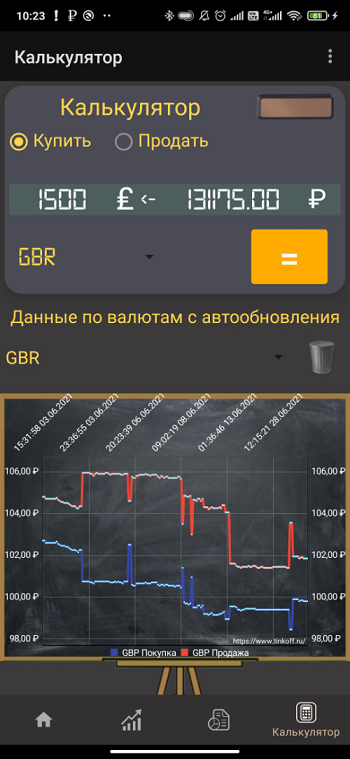 10:23 ! ₽ 4G+ 81
Калькулятор
Калькулятор
Купить Продать
1500 £ <- 131175.00 ₽
GBR
=
Данные по валютам с автообновления
GBR
15:31:58 03.06.2021 23:36:55 03.06.2021 20:23:39 06.06.2021 09:02:19 08.06.2021 01:36:46 13.06.2021 12:15:21 28.06.2021
106,00 ₽ 106,00 ₽
104,00 ₽ 104,00 ₽
102,00 ₽ 102,00 ₽
100,00 ₽ 100,00 ₽
98,00 ₽ 98,00 ₽
https://www.tinkoff.ru/
GBP Покупка GBP Продажа
Калькулятор